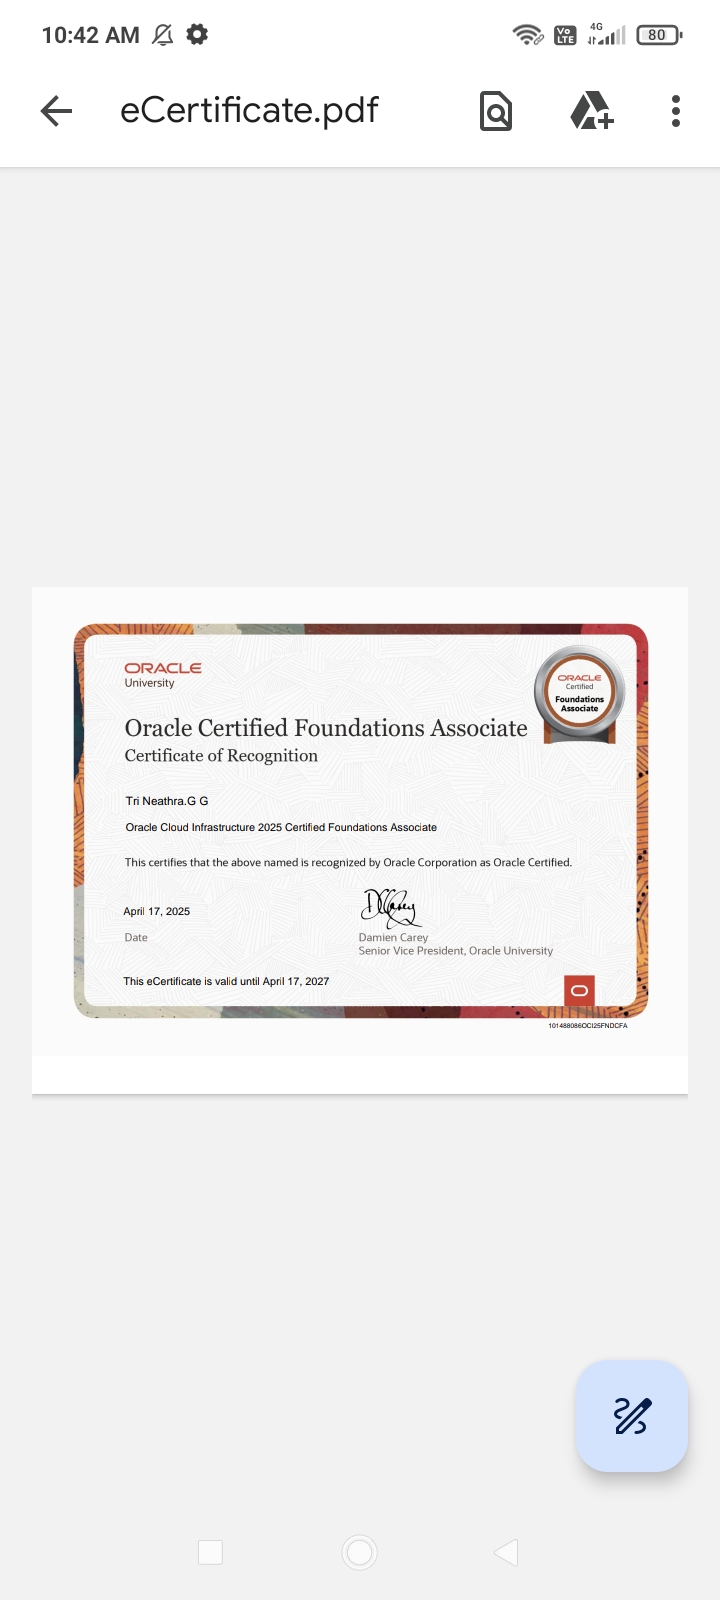 10:42 AM
Vo
LTE
4G
80
eCertificate.pdf
ORACLE
University
ORACLE
Certified
Foundations
Associate
Oracle Certified Foundations Associate
Certificate of Recognition
Tri Neathra.G G
Oracle Cloud Infrastructure 2025 Certified Foundations Associate
This certifies that the above named is recognized by Oracle Corporation as Oracle Certified.
April 17, 2025
Date
Damien Carey
Senior Vice President, Oracle University
This eCertificate is valid until April 17, 2027
101488086OCI25FNDCFA